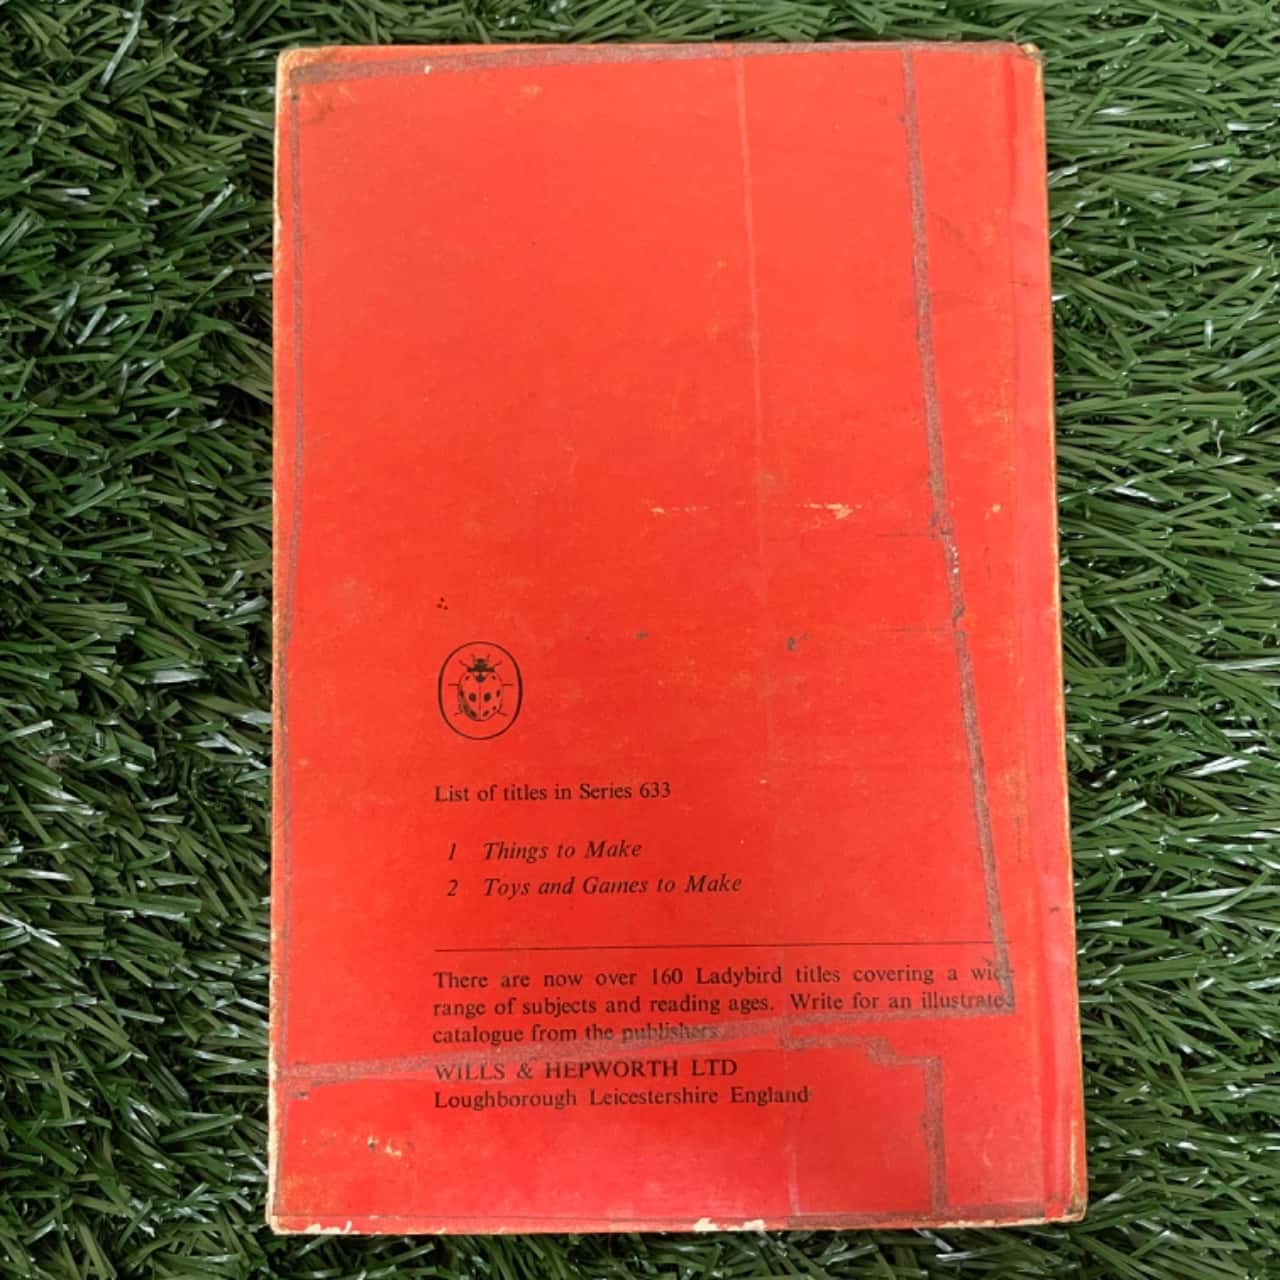 List of titles in Series 633
1 Things to Make
2 Toys and Games to Make
There are now over 160 Ladybird titles covering a wide
range of subjects and reading ages. Write for an illustrated
catalogue from the publishers
WILLS & HEPWORTH LTD
Loughborough Leicestershire England